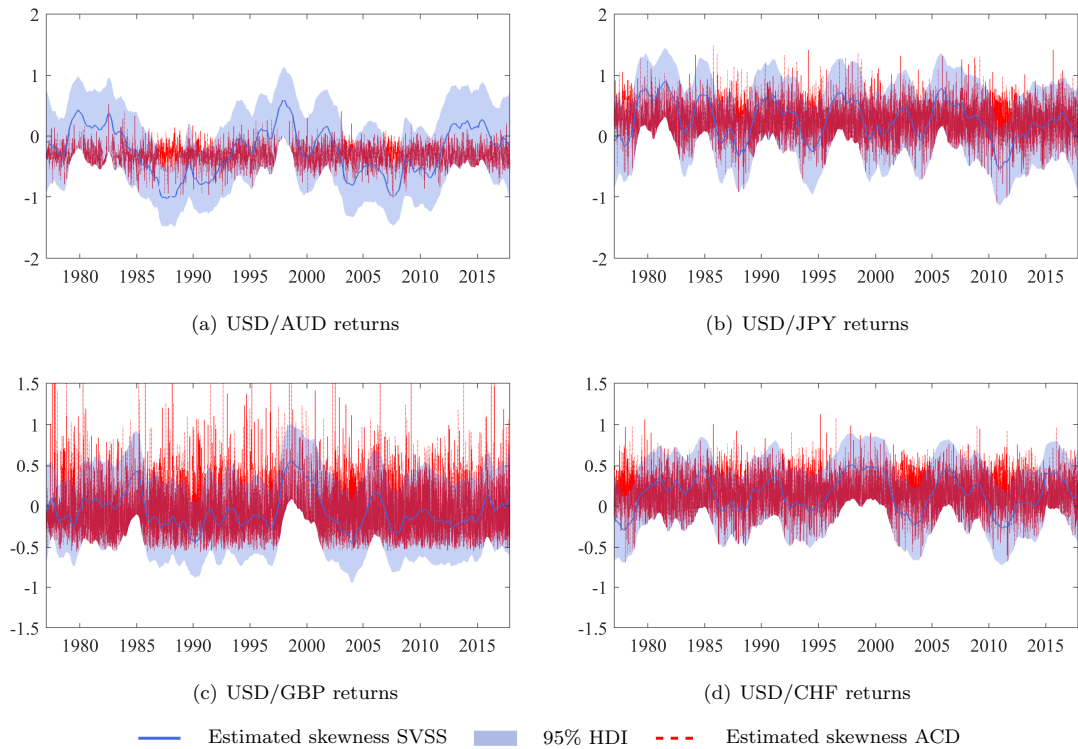 2
1
0
-1
-2
1980 1985 1990 1995 2000 2005 2010 2015
(a) USD/AUD returns
2
1
0
-1
-2
1980 1985 1990 1995 2000 2005 2010 2015
(b) USD/JPY returns
1.5
1
0.5
0
-0.5
-1
-1.5
1980 1985 1990 1995 2000 2005 2010 2015
(c) USD/GBP returns
1.5
1
0.5
0
-0.5
-1
-1.5
1980 1985 1990 1995 2000 2005 2010 2015
(d) USD/CHF returns
Estimated skewness SVSS 95% HDI Estimated skewness ACD